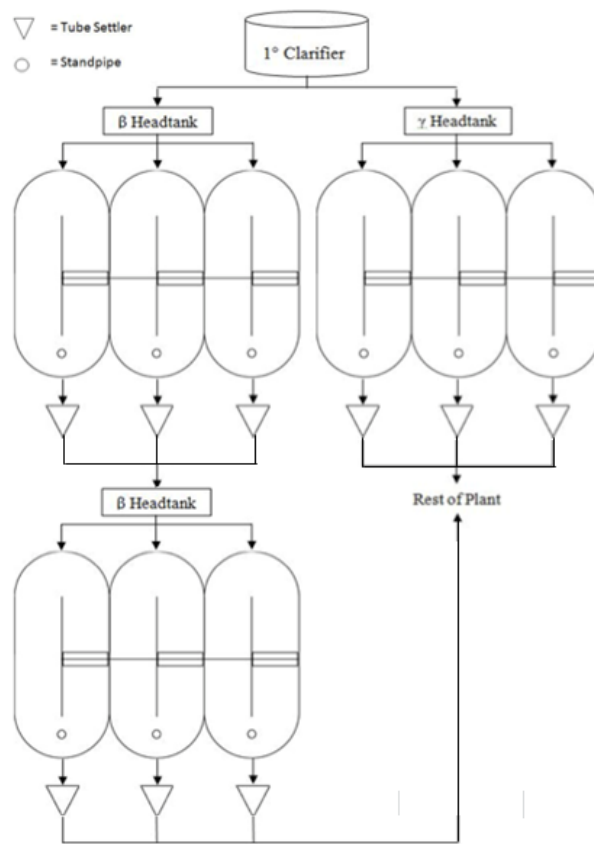 = Tube Settler
= Standpipe
1° Clarifier
β Headtank
γ Headtank
Rest of Plant
β Headtank